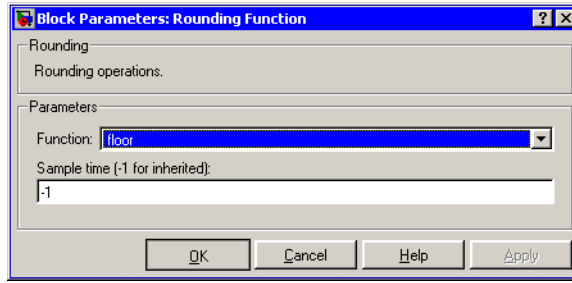 Block Parameters: Rounding Function
Rounding
Rounding operations.
Parameters
Function: floor
Sample time (-1 for inherited):
-1
OK Cancel Help Apply